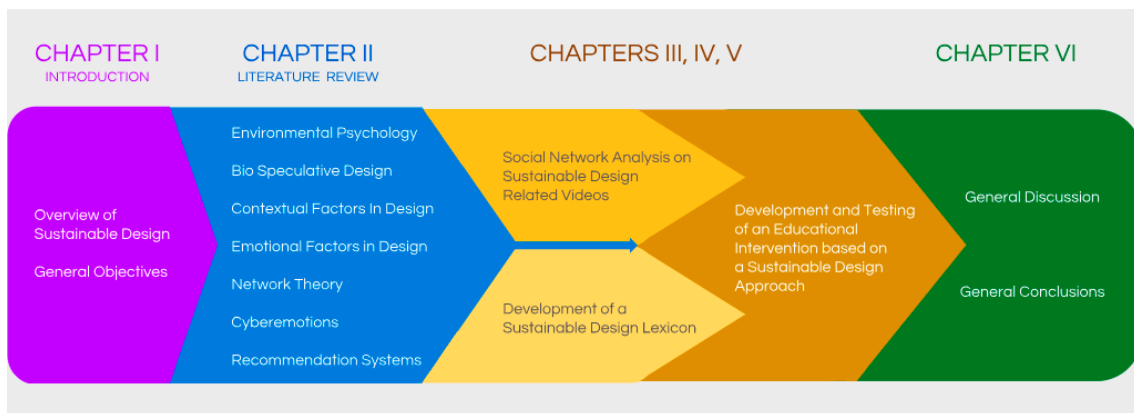 CHAPTER I
INTRODUCTION
CHAPTER II
LITERATURE REVIEW
CHAPTERS III, IV, V
CHAPTER VI
Overview of
Sustainable Design
General Objectives
Environmental Psychology
Bio Speculative Design
Contextual Factors In Design
Emotional Factors in Design
Network Theory
Cyberemotions
Recommendation Systems
Social Network Analysis on
Sustainable Design
Related Videos
Development of a
Sustainable Design Lexicon
Development and Testing
of an Educational
Intervention based on
a Sustainable Design
Approach
General Discussion
General Conclusions